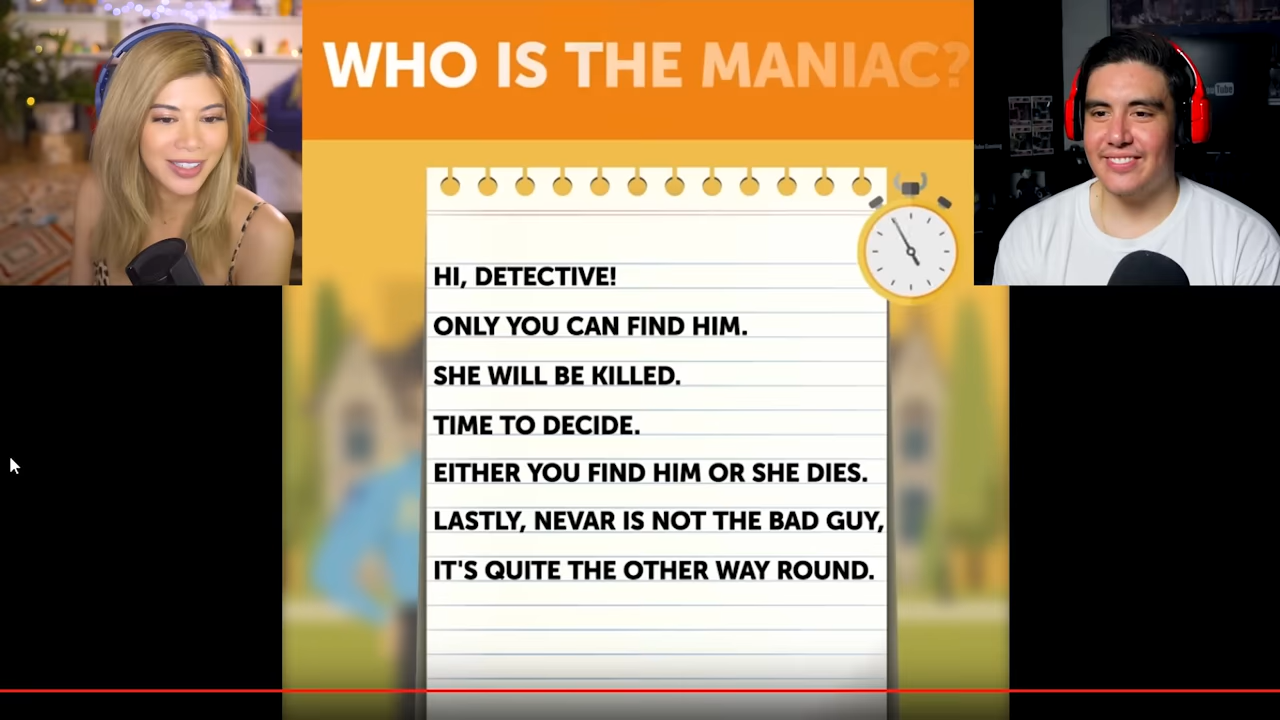 WHO IS THE MANIAC?
HI, DETECTIVE!
ONLY YOU CAN FIND HIM.
SHE WILL BE KILLED.
TIME TO DECIDE.
EITHER YOU FIND HIM OR SHE DIES.
LASTLY, NEVAR IS NOT THE BAD GUY,
IT'S QUITE THE OTHER WAY ROUND.